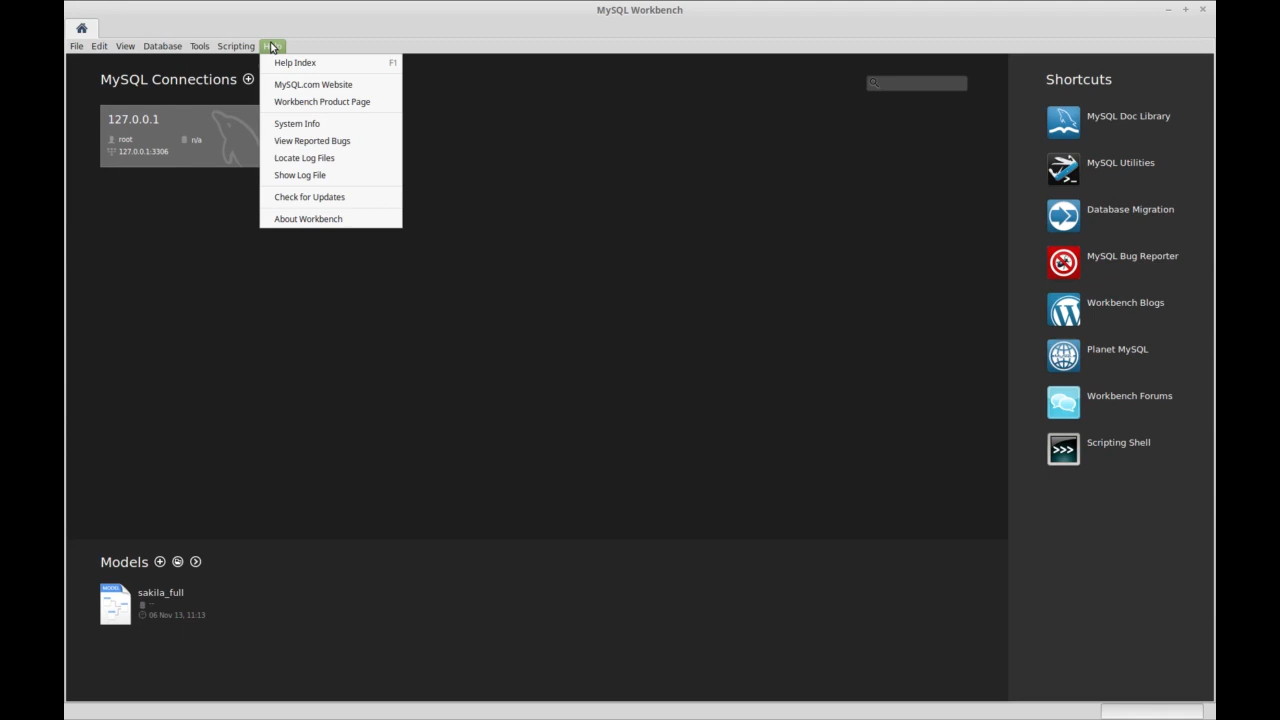 MySQL Workbench
File Edit View Database Tools Scripting
Help Index F1
MySQL.com Website
Workbench Product Page
System Info
View Reported Bugs
Locate Log Files
Show Log File
Check for Updates
About Workbench
MySQL Connections
127.0.0.1
root n/a
127.0.0.1:3306
Shortcuts
MySQL Doc Library
MySQL Utilities
Database Migration
MySQL Bug Reporter
Workbench Blogs
Planet MySQL
Workbench Forums
Scripting Shell
Models
MODEL
sakila_full
--
06 Nov 13, 11:13